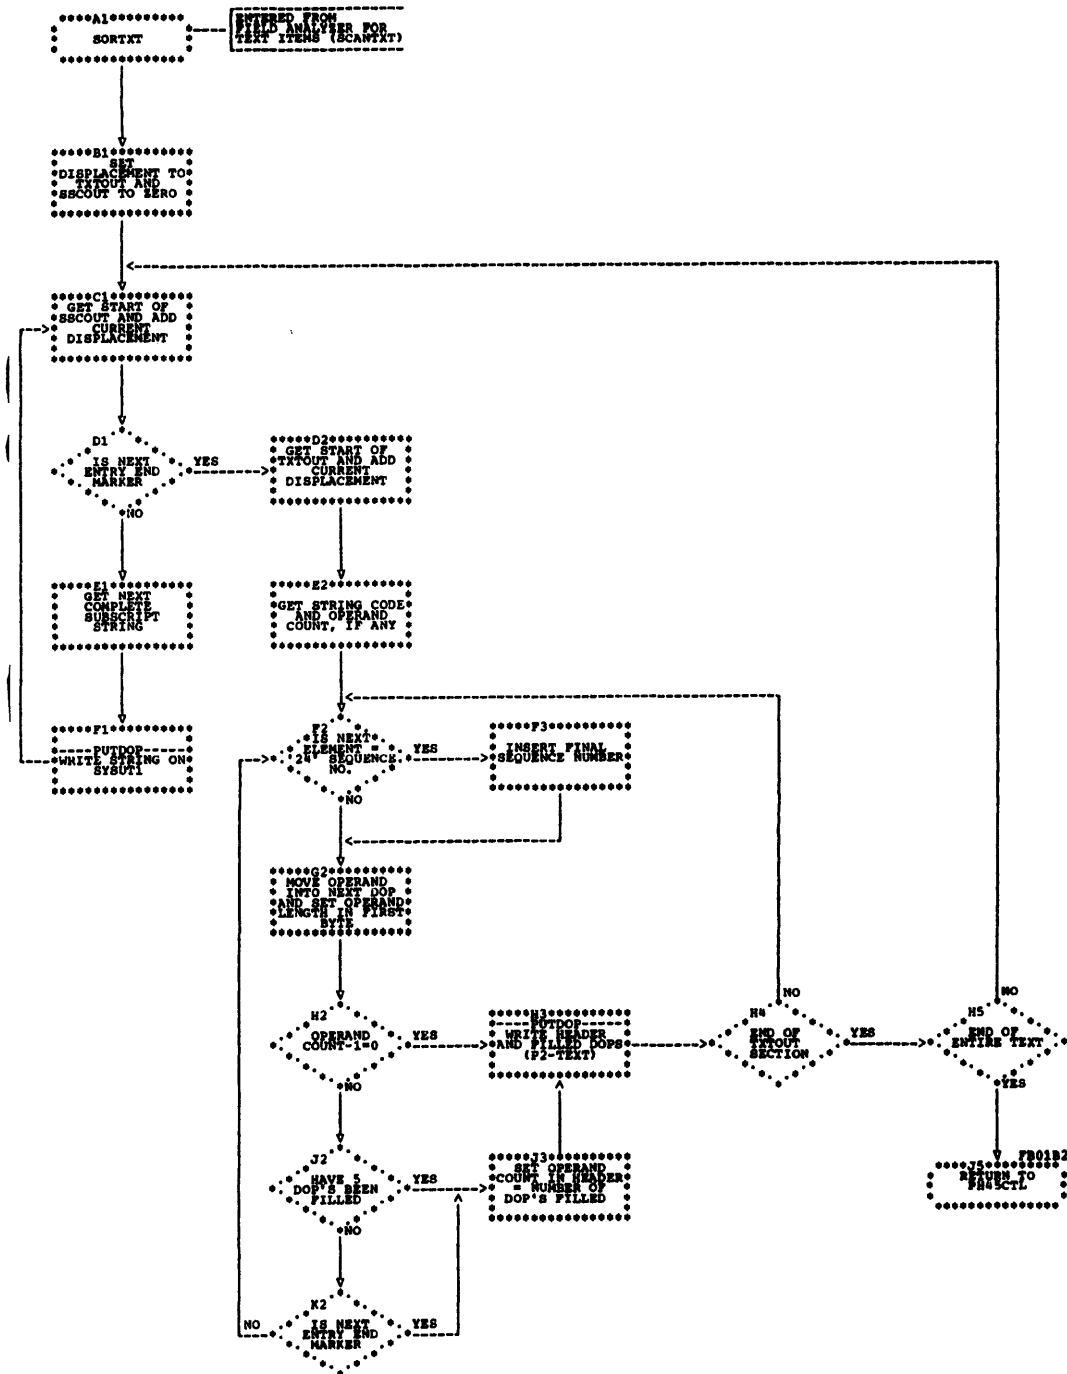 A1
SORTXT
ENTERED FROM
FIELD ANALYSER FOR
TEXT ITEMS (SCANTXT)
B1
SET
DISPLACEMENT TO
TXTOUT AND
SSCOUT TO ZERO
C1
GET START OF
SSCOUT AND ADD
CURRENT
DISPLACEMENT
D1
IS NEXT
ENTRY END
MARKER
YES
NO
D2
GET START OF
TXTOUT AND ADD
CURRENT
DISPLACEMENT
E1
GET NEXT
COMPLETE
SUBSCRIPT
STRING
E2
GET STRING CODE
AND OPERAND
COUNT, IF ANY
F1
PUTDOP
WRITE STRING ON
SYSUT1
F2
IS NEXT
ELEMENT =
'24' SEQUENCE
NO.
YES
NO
F3
INSERT FINAL
SEQUENCE NUMBER
G2
MOVE OPERAND
INTO NEXT DOP
AND SET OPERAND
LENGTH IN FIRST
BYTE
H2
OPERAND
COUNT-1=0
YES
NO
H3
PUTDOP
WRITE HEADER
AND FILLED DOPS
(P2-TEXT)
H4
END OF
TXTOUT
SECTION
NO
YES
H5
END OF
ENTIRE TEXT
NO
YES
J2
HAVE 5
DOP'S BEEN
FILLED
YES
NO
J3
SET OPERAND
COUNT IN HEADER
= NUMBER OF
DOP'S FILLED
FB01B2
J5
RETURN TO
PH45CTL
K2
IS NEXT
ENTRY END
MARKER
NO
YES